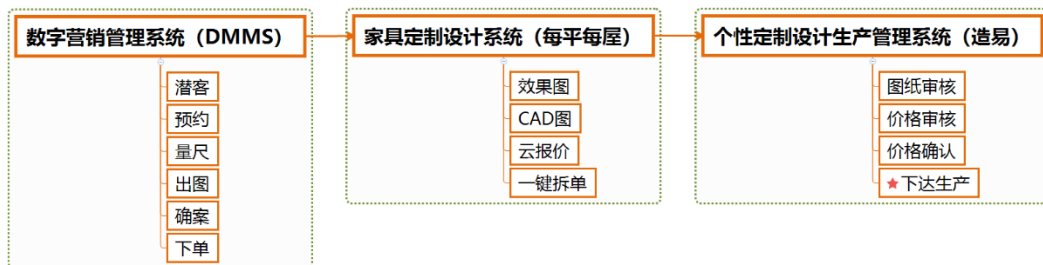 数字营销管理系统（DMMS）
潜客
预约
量尺
出图
确案
下单
家具定制设计系统（每平每屋）
效果图
CAD图
云报价
一键拆单
个性定制设计生产管理系统（造易）
图纸审核
价格审核
价格确认
★下达生产